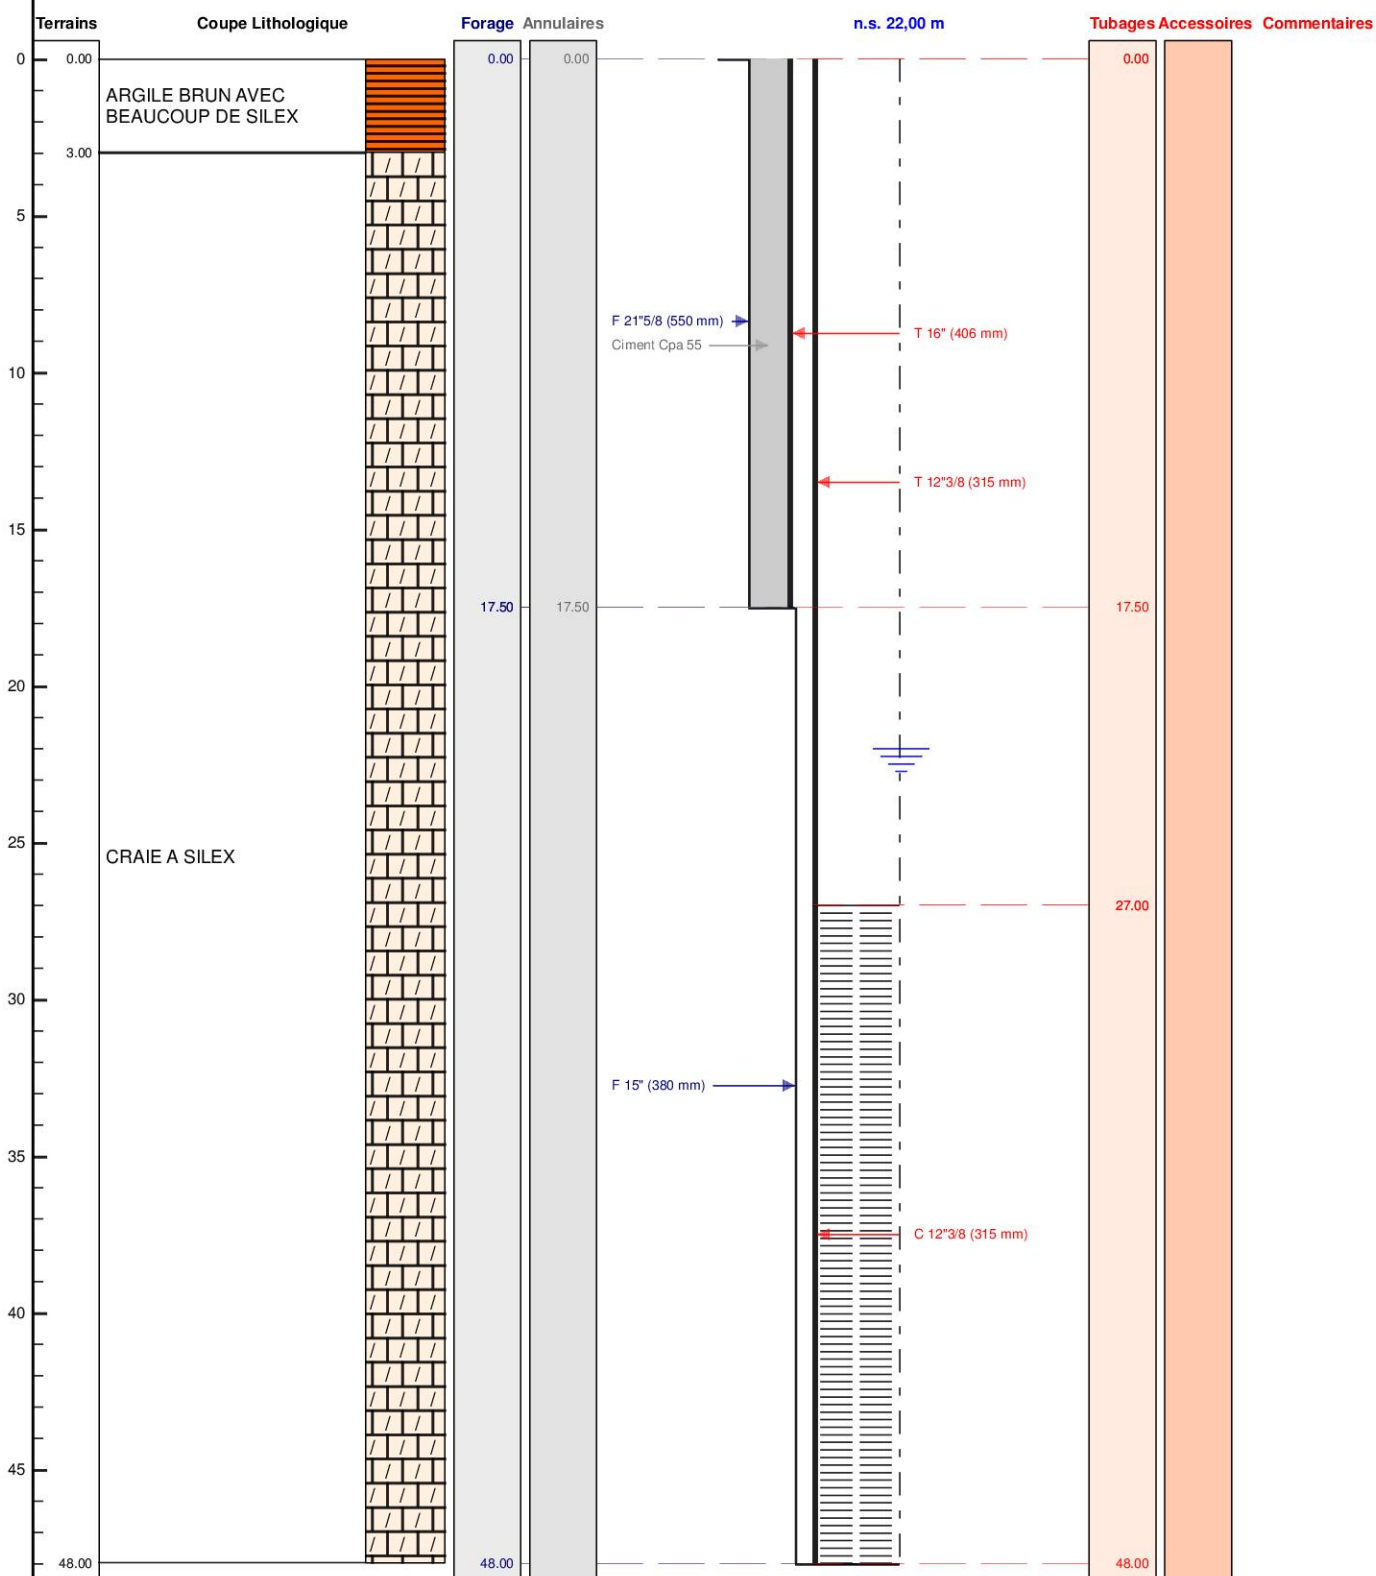 Terrains Coupe Lithologique Forage Annulaires n.s. 22,00 m Tubages Accessoires Commentaires
0 0.00 0.00 0.00 0.00
ARGILE BRUN AVEC
BEAUCOUP DE SILEX
3.00
5
F 21"5/8 (550 mm) T 16" (406 mm)
Ciment Cpa 55
10
T 12"3/8 (315 mm)
15
17.50 17.50 17.50
20
25
CRAIE A SILEX
27.00
30
F 15" (380 mm)
35
C 12"3/8 (315 mm)
40
45
48.00 48.00 48.00